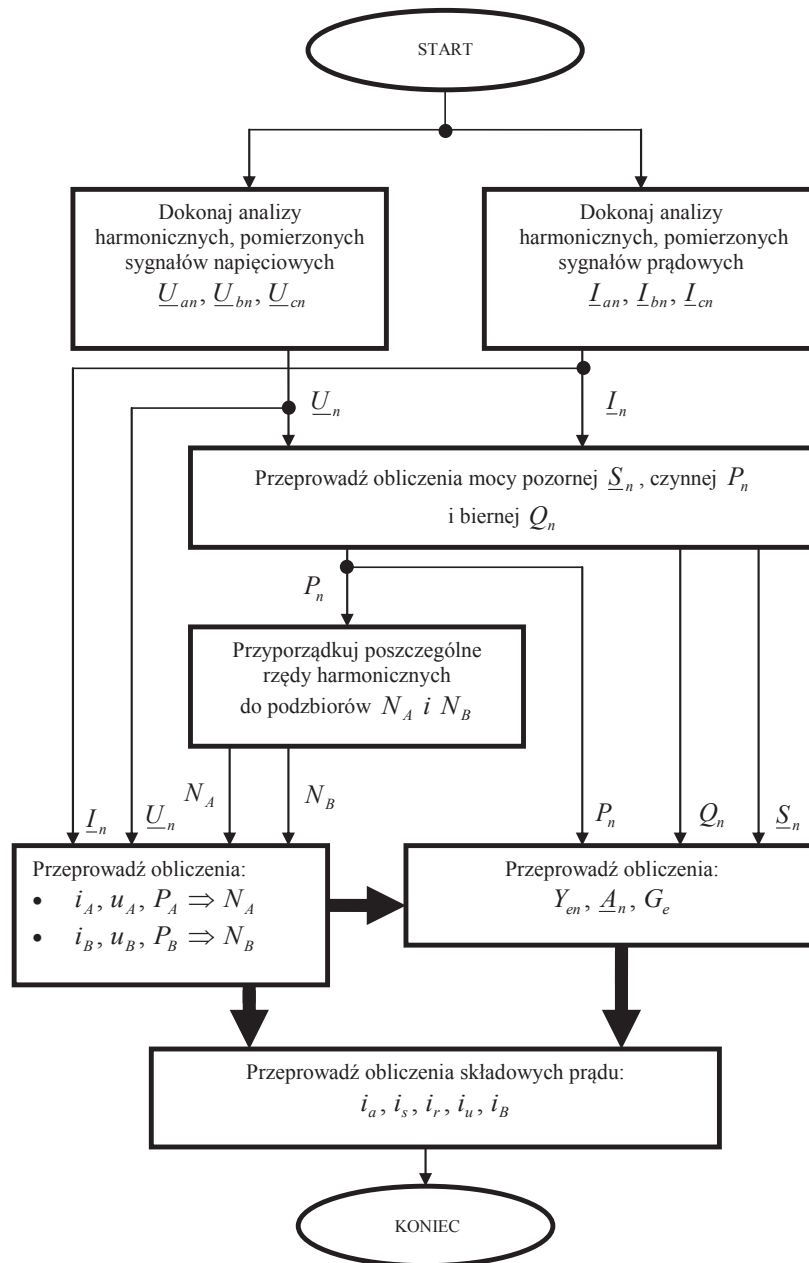 START
Dokonaj analizy
harmonicznych, pomierzonych
sygnałów napięciowych
U_an, U_bn, U_cn
Dokonaj analizy
harmonicznych, pomierzonych
sygnałów prądowych
I_an, I_bn, I_cn
U_n
I_n
Przeprowadź obliczenia mocy pozornej S_n, czynnej P_n
i biernej Q_n
P_n
Przyporządkuj poszczególne
rzędy harmonicznych
do podzbiorów N_A i N_B
I_n
U_n
N_A
N_B
P_n
Q_n
S_n
Przeprowadź obliczenia:
• i_A, u_A, P_A ⇒ N_A
• i_B, u_B, P_B ⇒ N_B
Przeprowadź obliczenia:
Y_en, A_n, G_e
Przeprowadź obliczenia składowych prądu:
i_a, i_s, i_r, i_u, i_B
KONIEC